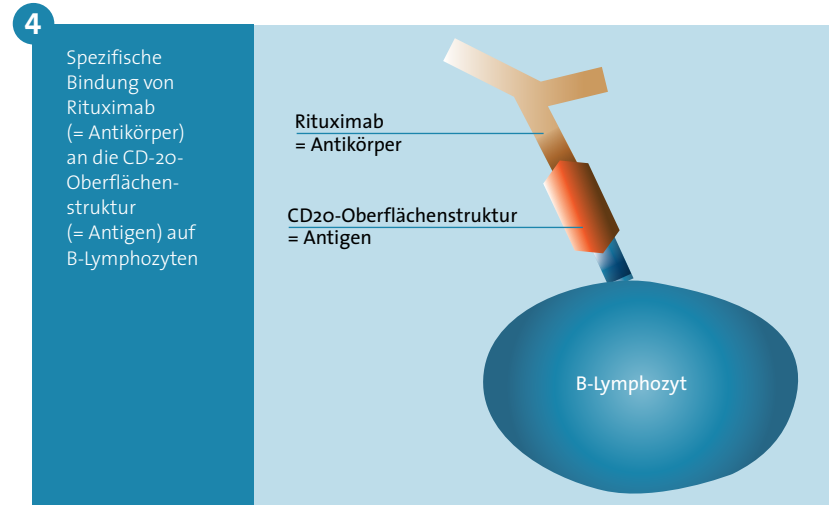 4
Spezifische
Bindung von
Rituximab
(= Antikörper)
an die CD-20-
Oberflächen-
struktur
(= Antigen) auf
B-Lymphozyten
Rituximab
= Antikörper
CD20-Oberflächenstruktur
= Antigen
B-Lymphozyt